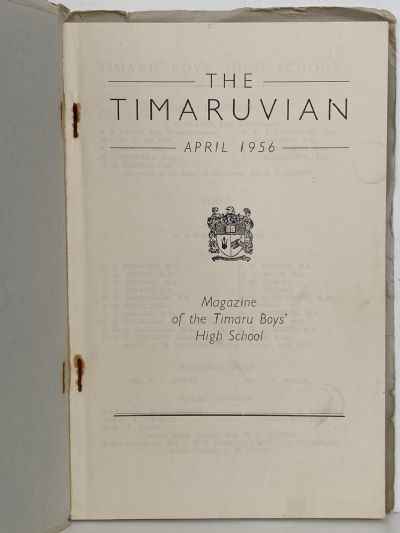 THE
TIMARUVIAN
APRIL 1956
Magazine
of the Timaru Boys'
High School